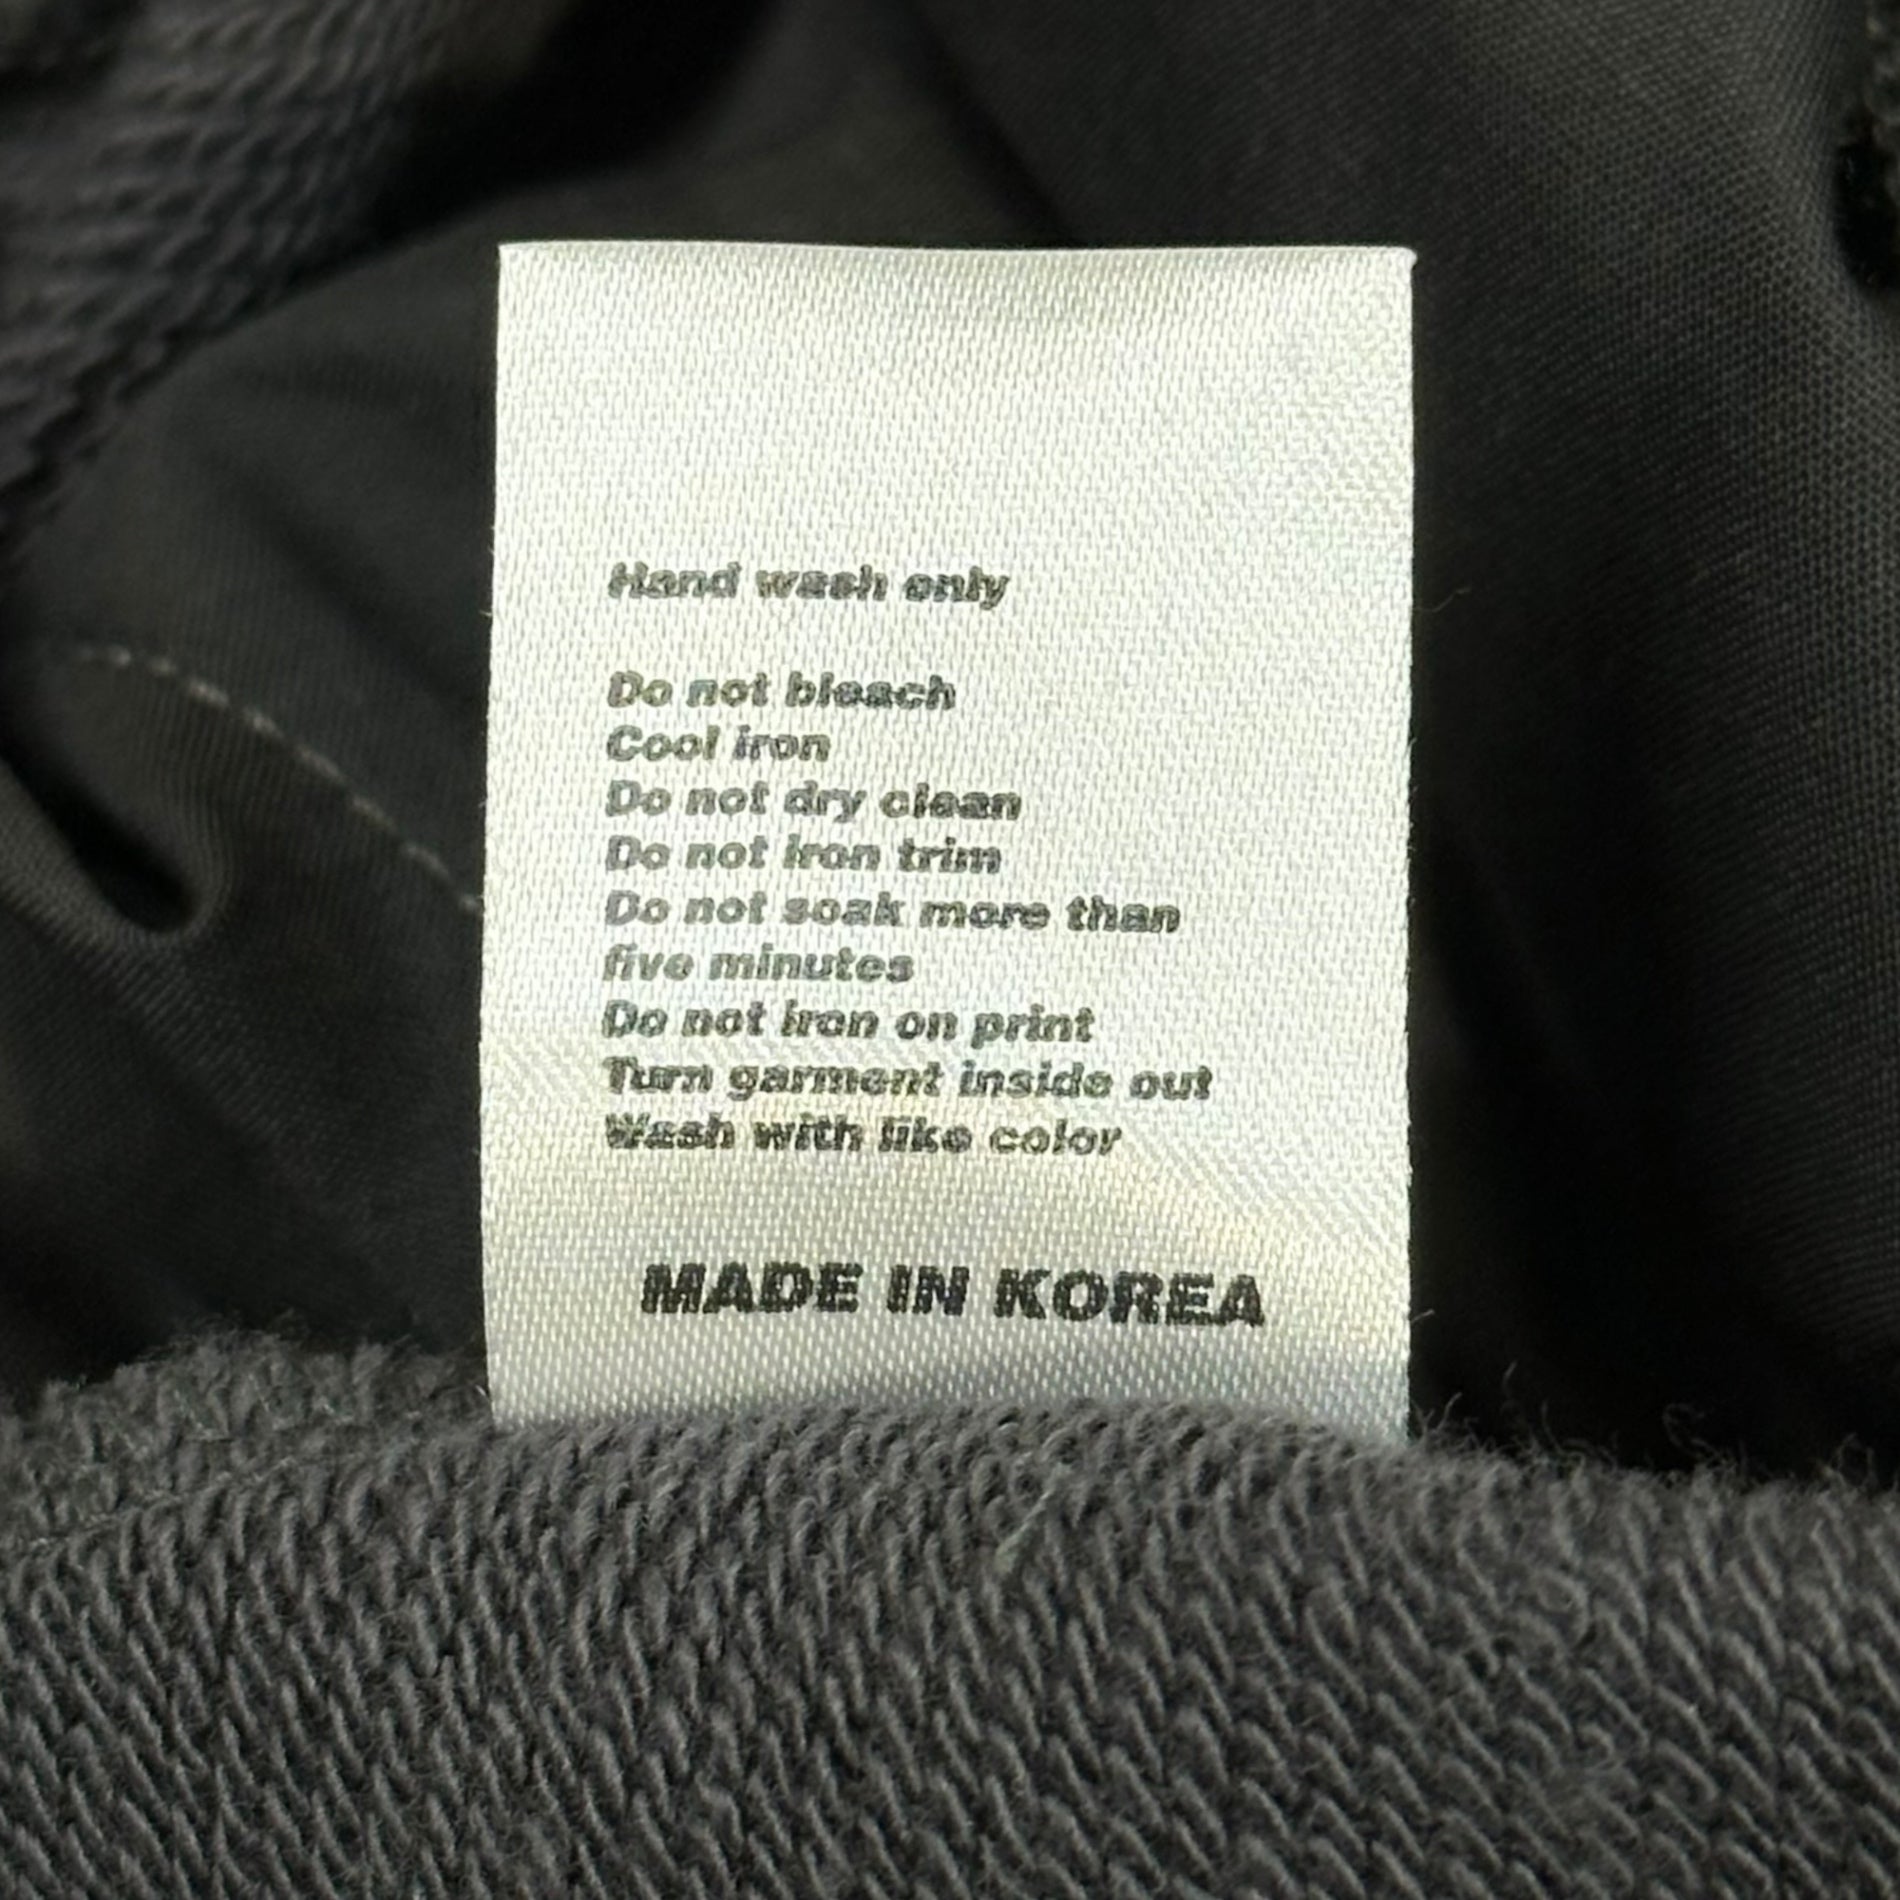 Hand wash only
Do not bleach
Cool iron
Do not dry clean
Do not iron trim
Do not soak more than
five minutes
Do not iron on print
Turn garment inside out
Wash with like color
MADE IN KOREA